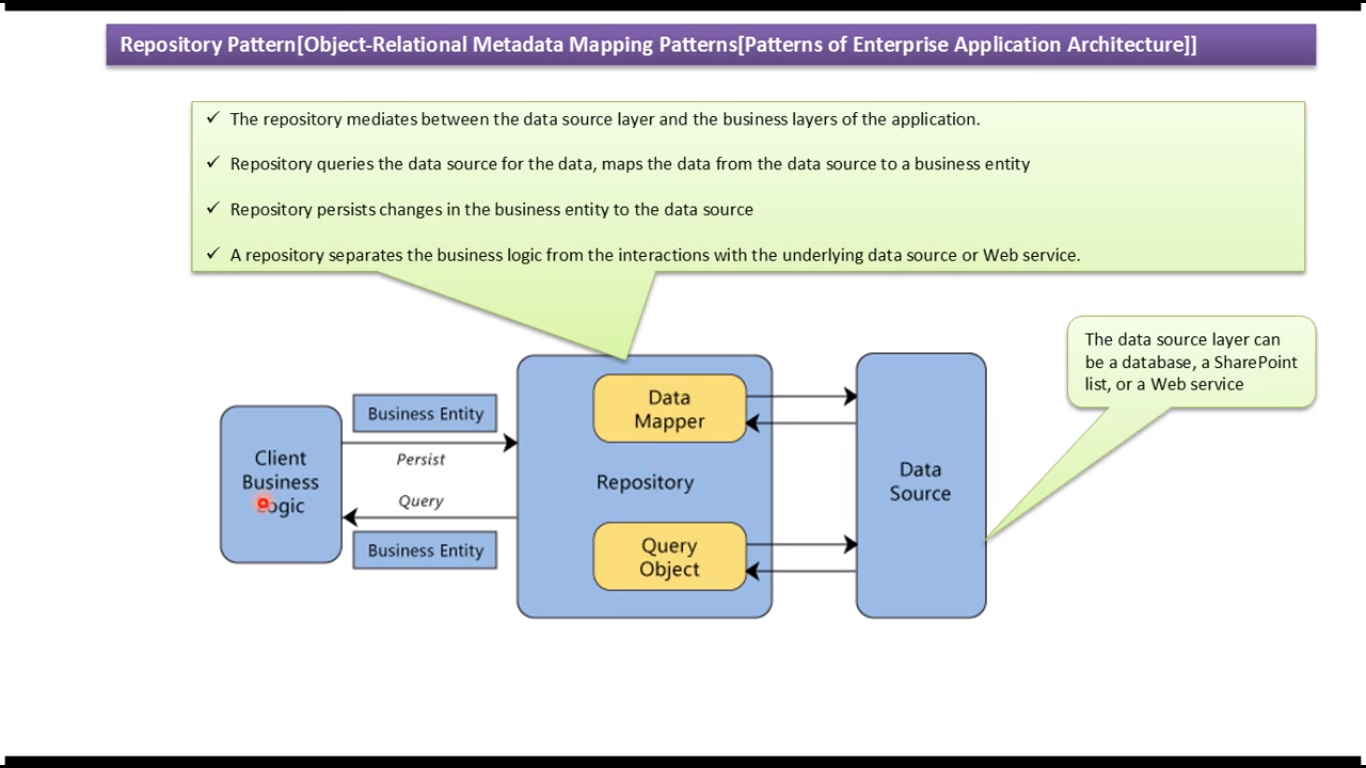 Repository Pattern[Object-Relational Metadata Mapping Patterns[Patterns of Enterprise Application Architecture]]
✓ The repository mediates between the data source layer and the business layers of the application.
✓ Repository queries the data source for the data, maps the data from the data source to a business entity
✓ Repository persists changes in the business entity to the data source
✓ A repository separates the business logic from the interactions with the underlying data source or Web service.
The data source layer can
be a database, a SharePoint
list, or a Web service
Client
Business
Logic
Business Entity
Persist
Query
Business Entity
Data
Mapper
Repository
Query
Object
Data
Source